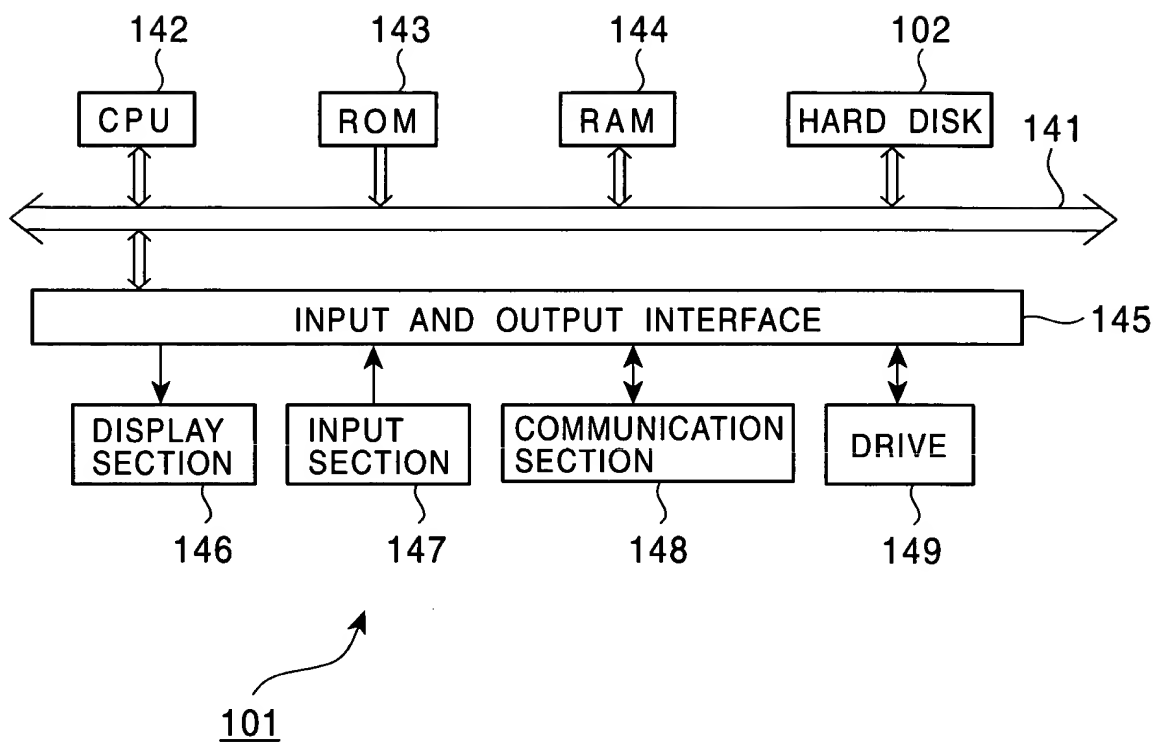 142
143
144
102
CPU
ROM
RAM
HARD DISK
141
INPUT AND OUTPUT INTERFACE
145
DISPLAY
SECTION
INPUT
SECTION
COMMUNICATION
SECTION
DRIVE
146
147
148
149
101